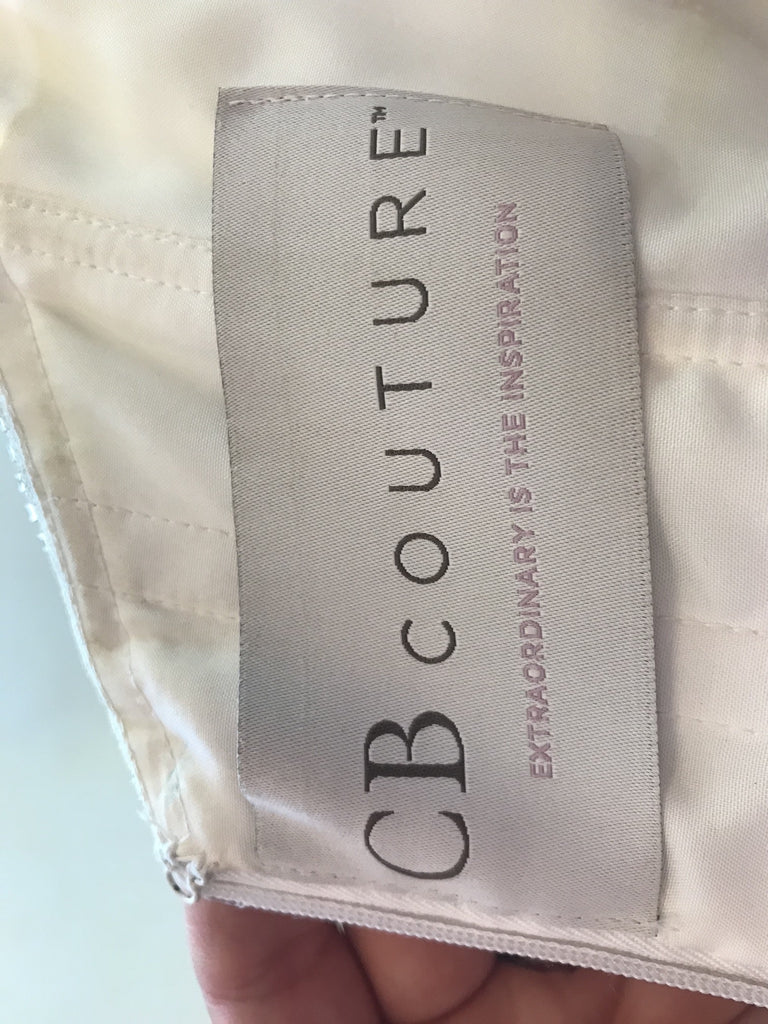 CB COUTURE™
EXTRAORDINARY IS THE INSPIRATION